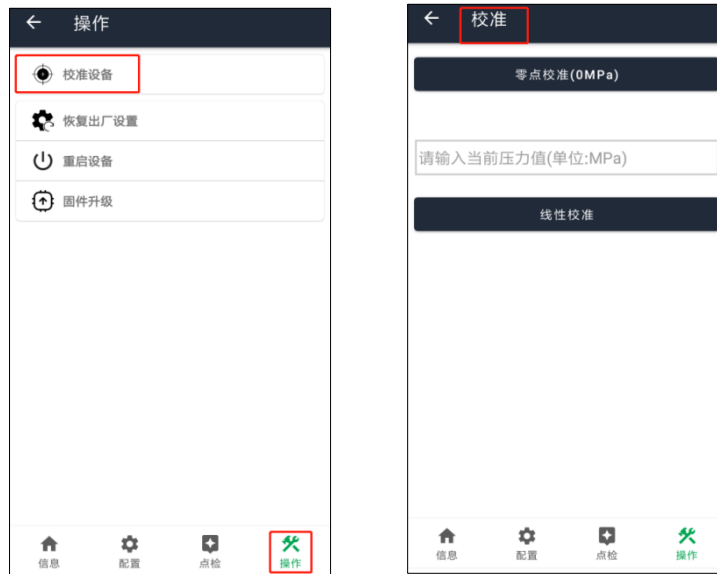 操作
校准设备
恢复出厂设置
重启设备
固件升级
信息
配置
点检
操作
校准
零点校准(0MPa)
请输入当前压力值(单位:MPa)
线性校准
信息
配置
点检
操作